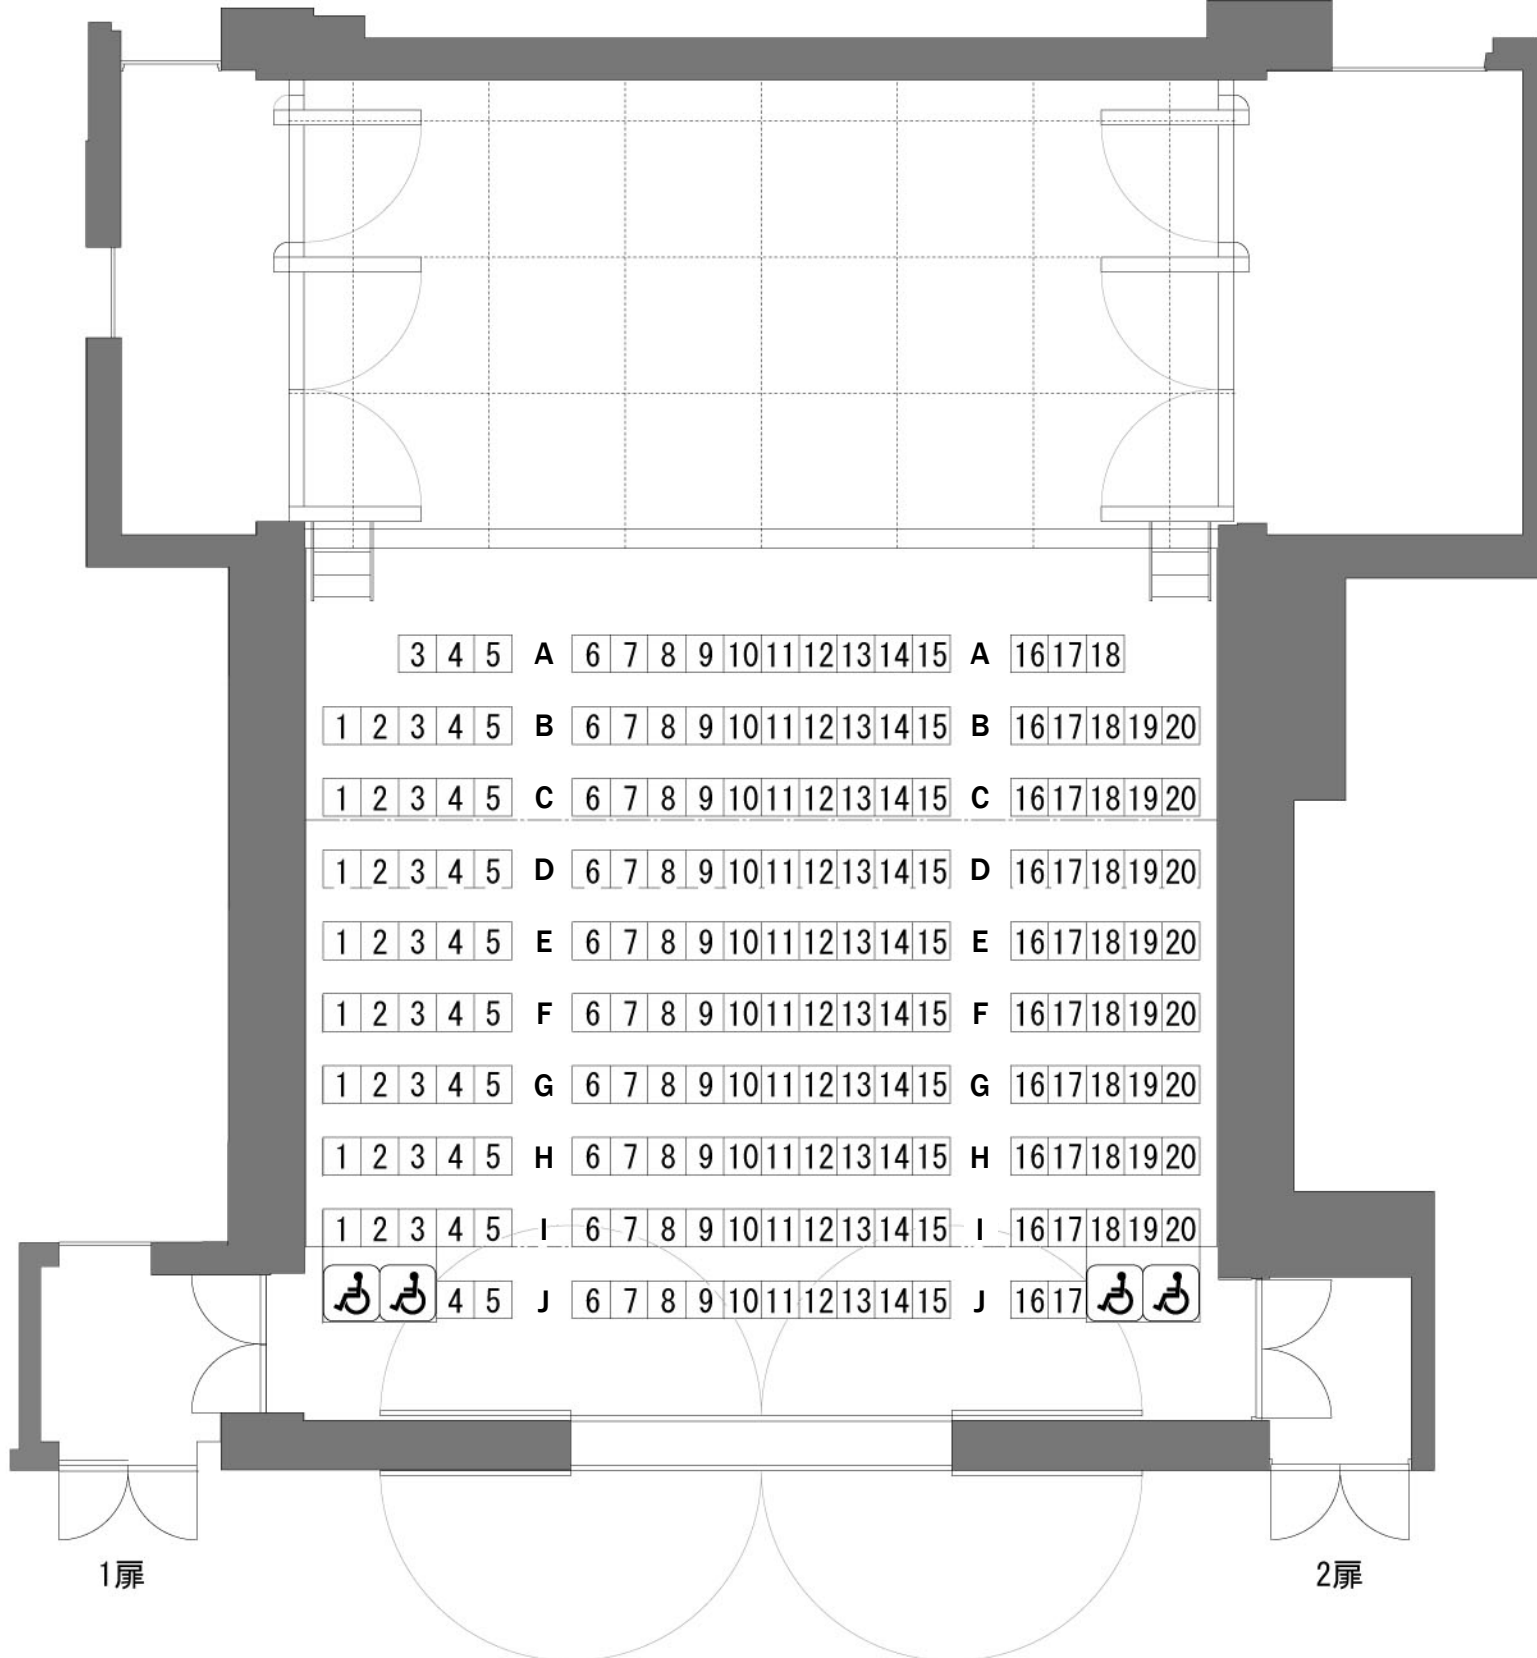 3 4 5 A 6 7 8 9 10 11 12 13 14 15 A 16 17 18
1 2 3 4 5 B 6 7 8 9 10 11 12 13 14 15 B 16 17 18 19 20
1 2 3 4 5 C 6 7 8 9 10 11 12 13 14 15 C 16 17 18 19 20
1 2 3 4 5 D 6 7 8 9 10 11 12 13 14 15 D 16 17 18 19 20
1 2 3 4 5 E 6 7 8 9 10 11 12 13 14 15 E 16 17 18 19 20
1 2 3 4 5 F 6 7 8 9 10 11 12 13 14 15 F 16 17 18 19 20
1 2 3 4 5 G 6 7 8 9 10 11 12 13 14 15 G 16 17 18 19 20
1 2 3 4 5 H 6 7 8 9 10 11 12 13 14 15 H 16 17 18 19 20
1 2 3 4 5 I 6 7 8 9 10 11 12 13 14 15 I 16 17 18 19 20
4 5 J 6 7 8 9 10 11 12 13 14 15 J 16 17
1扉 2扉